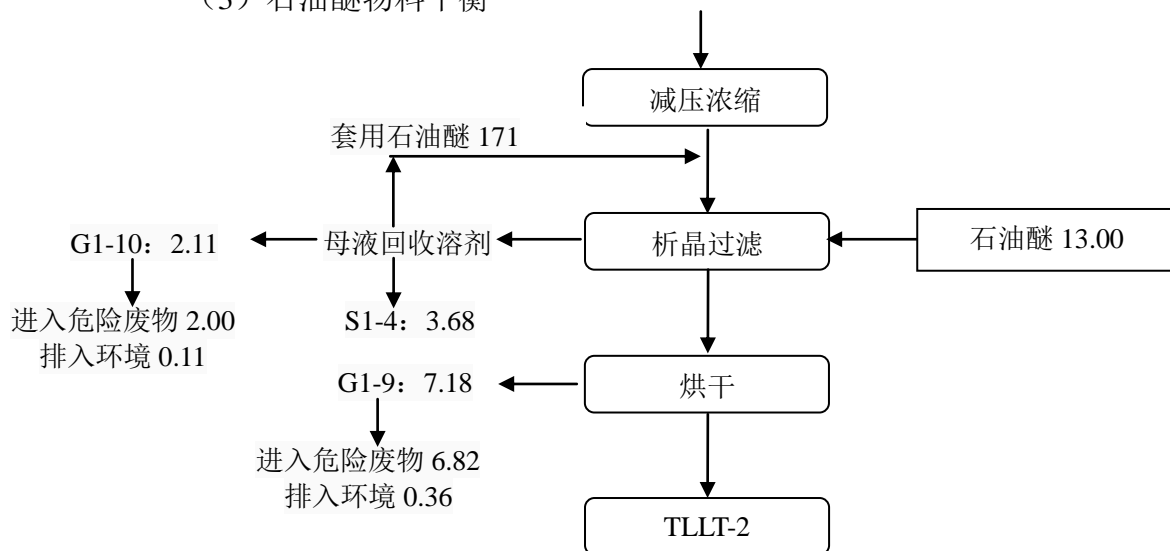 （3）石油醚物料平衡
减压浓缩
套用石油醚 171
G1-10：2.11
母液回收溶剂
析晶过滤
石油醚 13.00
进入危险废物 2.00
排入环境 0.11
S1-4：3.68
G1-9：7.18
烘干
进入危险废物 6.82
排入环境 0.36
TLLT-2